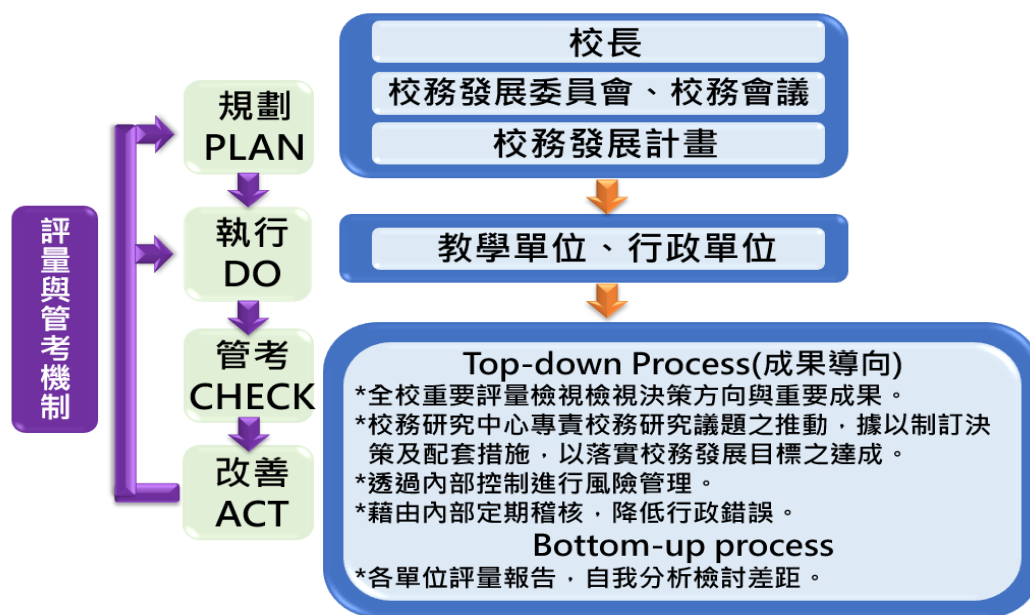 評量與管考機制
規劃
PLAN
執行
DO
管考
CHECK
改善
ACT
校長
校務發展委員會、校務會議
校務發展計畫
教學單位、行政單位
Top-down Process(成果導向)
*全校重要評量檢視檢視決策方向與重要成果。
*校務研究中心專責校務研究議題之推動，據以制訂決
策及配套措施，以落實校務發展目標之達成。
*透過內部控制進行風險管理。
*藉由內部定期稽核，降低行政錯誤。
Bottom-up process
*各單位評量報告，自我分析檢討差距。